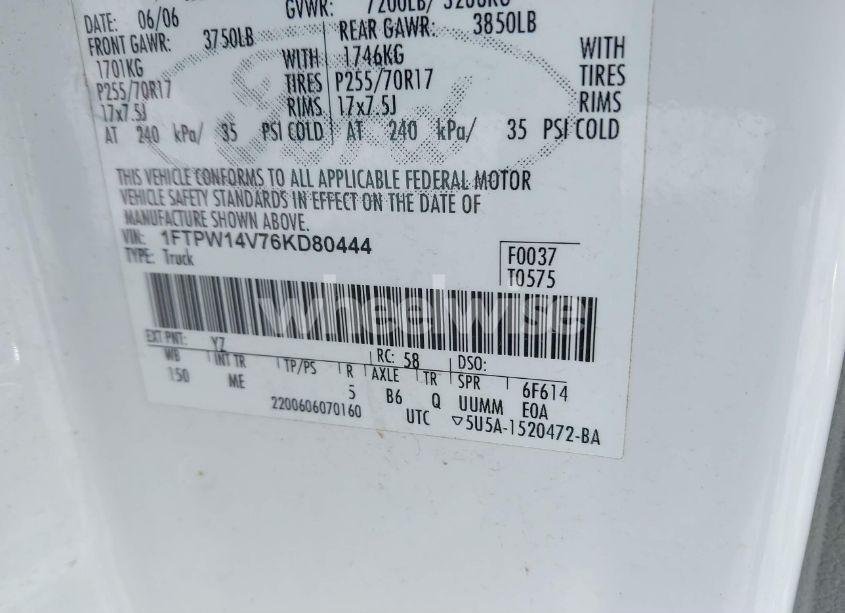 DATE: 06/06 GVWR: 7200LB/ 3266KG
FRONT GAWR: 3750LB REAR GAWR: 3850LB
1701KG WITH 1746KG WITH
P255/70R17 TIRES P255/70R17 TIRES
17x7.5J RIMS 17x7.5J RIMS
AT 240 kPa/ 35 PSI COLD AT 240 kPa/ 35 PSI COLD
Ford
THIS VEHICLE CONFORMS TO ALL APPLICABLE FEDERAL MOTOR
VEHICLE SAFETY STANDARDS IN EFFECT ON THE DATE OF
MANUFACTURE SHOWN ABOVE.
VIN: 1FTPW14V76KD80444
TYPE: Truck
F0037
T0575
wheelwise
EXT PNT: YZ RC: 58 DSO:
WB INT TR TP/PS R AXLE TR SPR 6F614
150 ME 5 B6 Q UUMM E0A
2200606070160 UTC ▽5U5A-1520472-BA